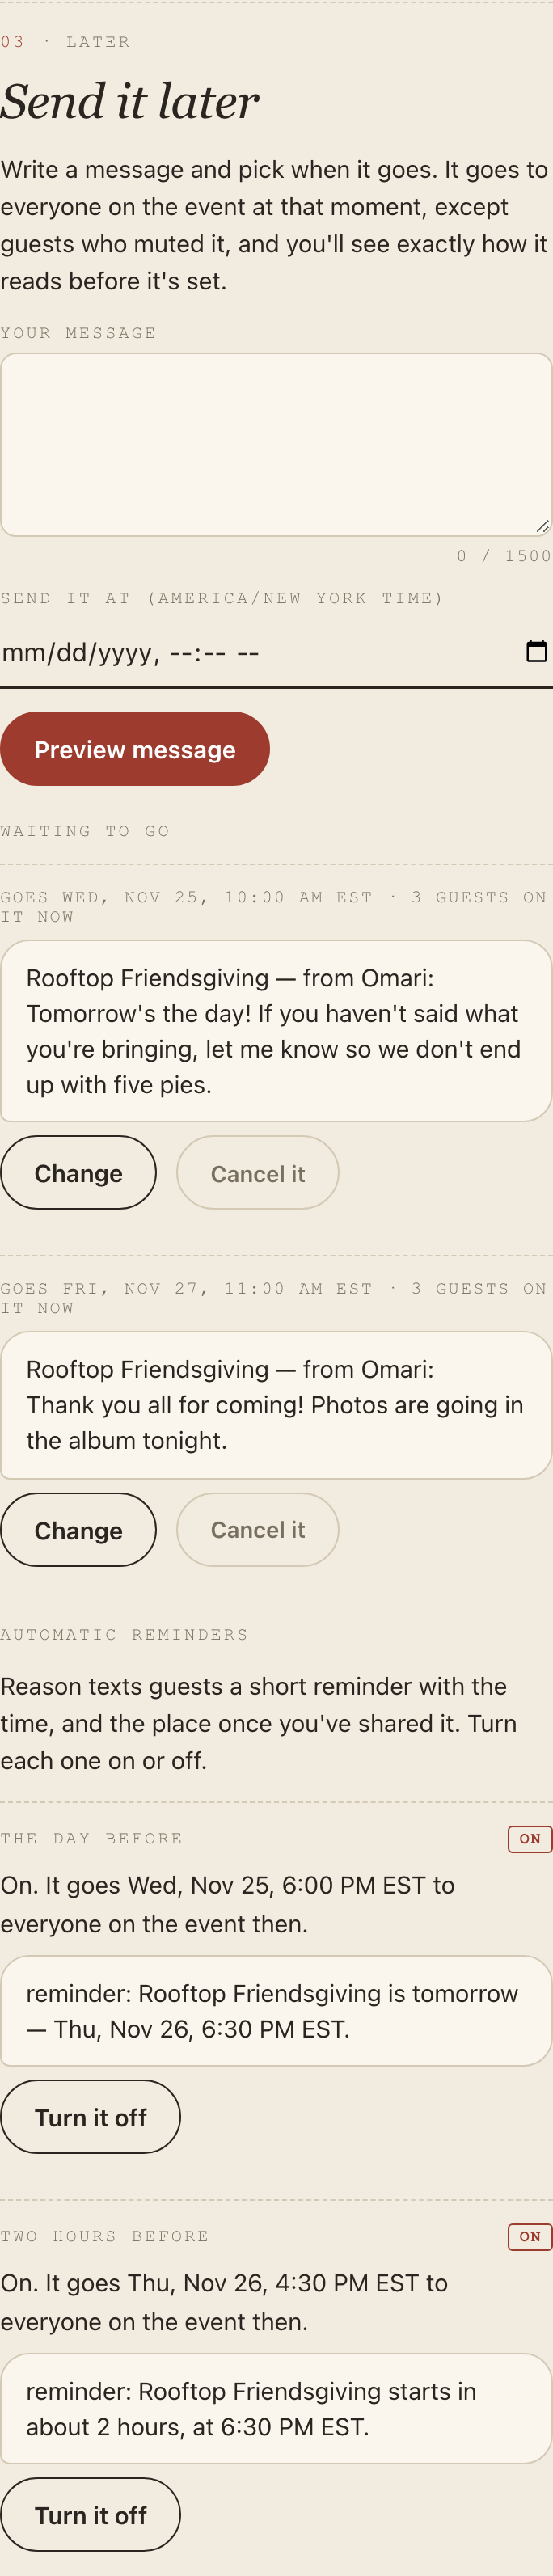 03 · LATER
Send it later
Write a message and pick when it goes. It goes to
everyone on the event at that moment, except
guests who muted it, and you'll see exactly how it
reads before it's set.
YOUR MESSAGE
0 / 1500
SEND IT AT (AMERICA/NEW YORK TIME)
mm/dd/yyyy, --:-- --
Preview message
WAITING TO GO
GOES WED, NOV 25, 10:00 AM EST · 3 GUESTS ON
IT NOW
Rooftop Friendsgiving — from Omari:
Tomorrow's the day! If you haven't said what
you're bringing, let me know so we don't end
up with five pies.
Change Cancel it
GOES FRI, NOV 27, 11:00 AM EST · 3 GUESTS ON
IT NOW
Rooftop Friendsgiving — from Omari:
Thank you all for coming! Photos are going in
the album tonight.
Change Cancel it
AUTOMATIC REMINDERS
Reason texts guests a short reminder with the
time, and the place once you've shared it. Turn
each one on or off.
THE DAY BEFORE ON
On. It goes Wed, Nov 25, 6:00 PM EST to
everyone on the event then.
reminder: Rooftop Friendsgiving is tomorrow
— Thu, Nov 26, 6:30 PM EST.
Turn it off
TWO HOURS BEFORE ON
On. It goes Thu, Nov 26, 4:30 PM EST to
everyone on the event then.
reminder: Rooftop Friendsgiving starts in
about 2 hours, at 6:30 PM EST.
Turn it off